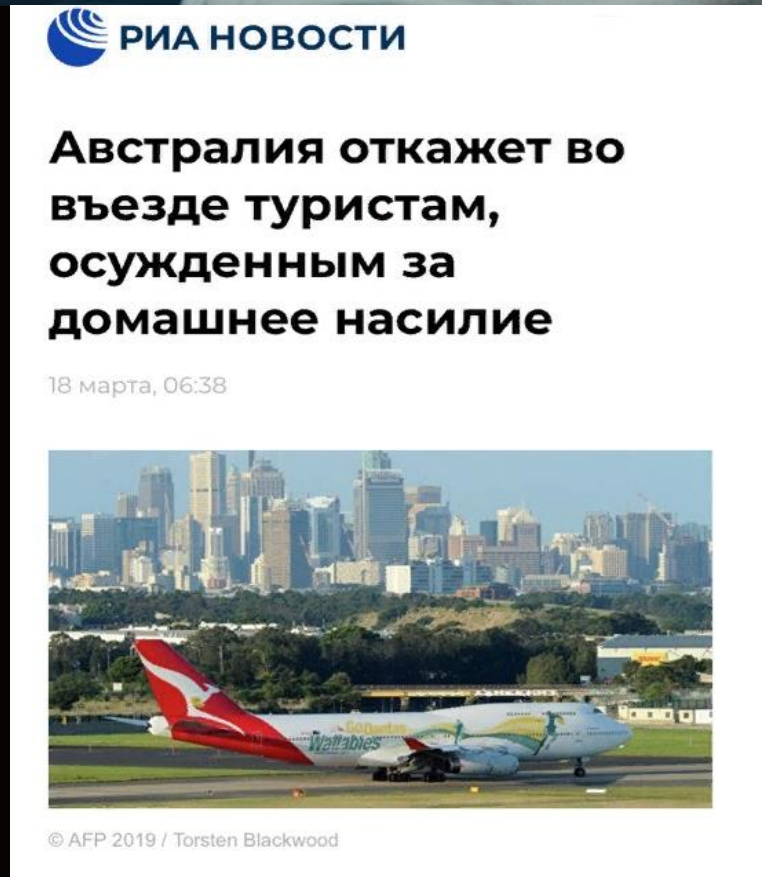 РИА НОВОСТИ
Австралия откажет во
въезде туристам,
осужденным за
домашнее насилие
18 марта, 06:38
GoQantas
Wallabies
© AFP 2019 / Torsten Blackwood